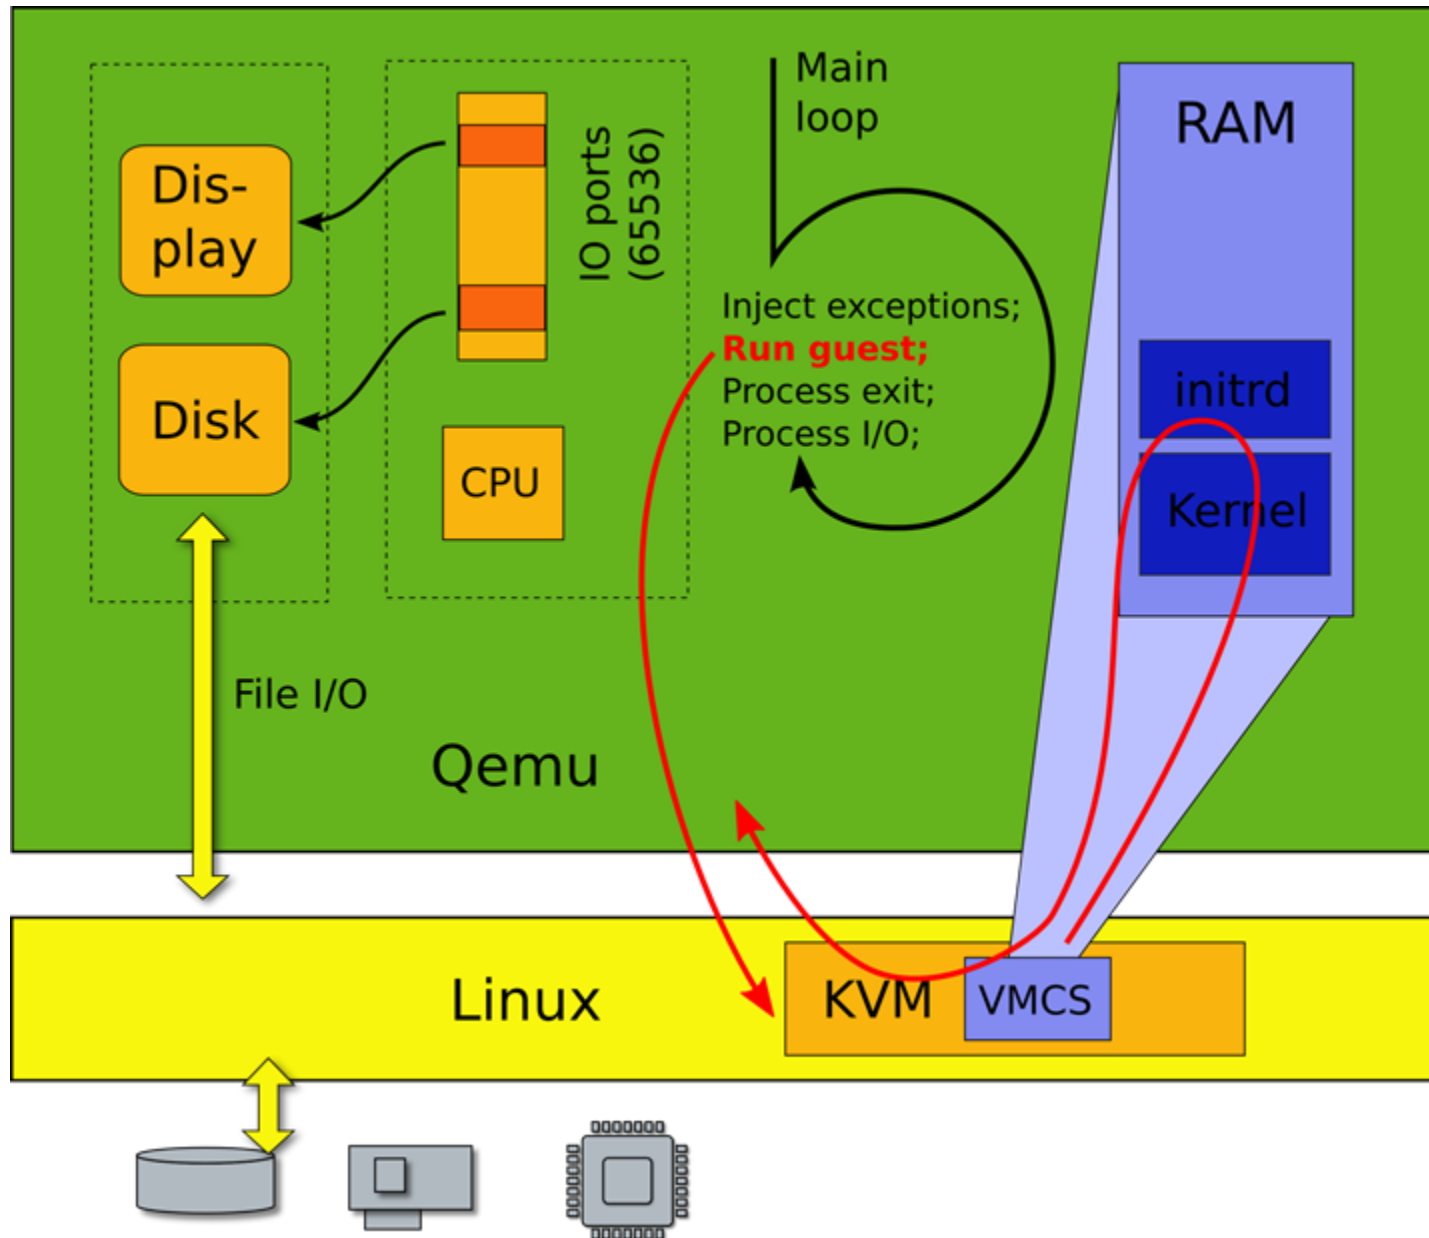 Dis-
play
Disk
IO ports
(65536)
CPU
Main
loop
Inject exceptions;
Run guest;
Process exit;
Process I/O;
RAM
initrd
Kernel
File I/O
Qemu
Linux
KVM
VMCS